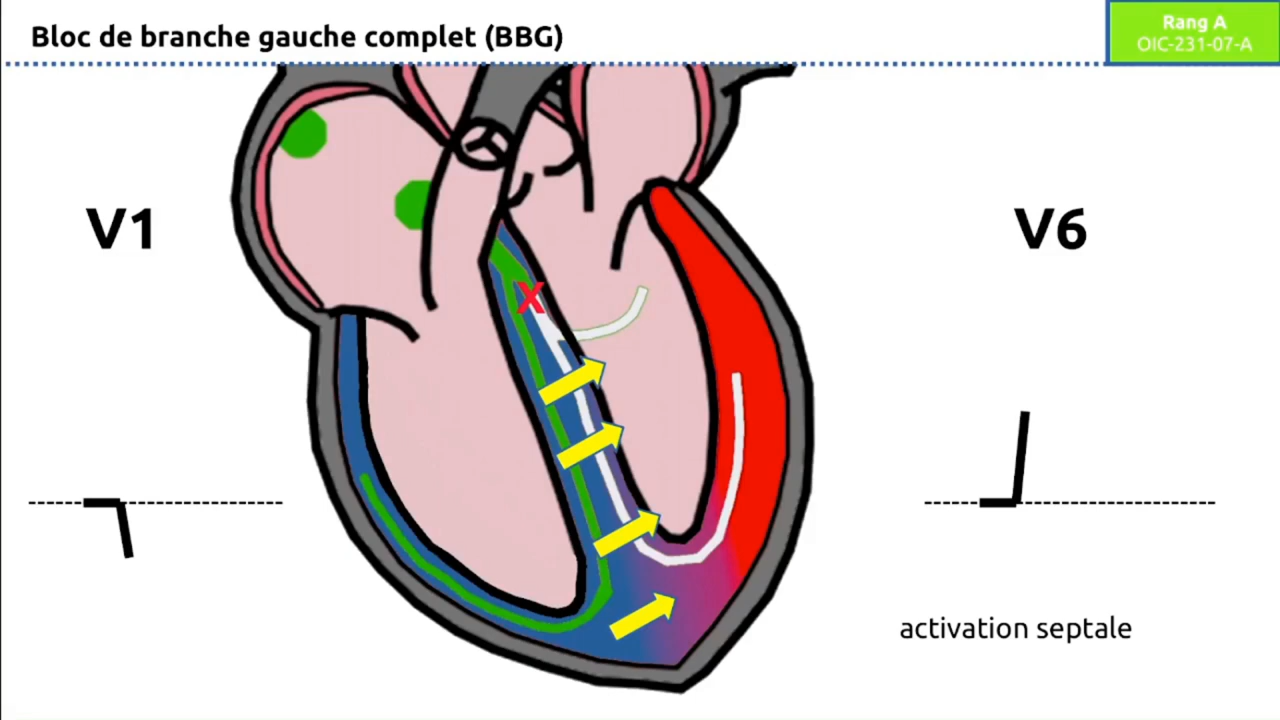 Bloc de branche gauche complet (BBG)
Rang A
OIC-231-07-A
V1
V6
X
activation septale